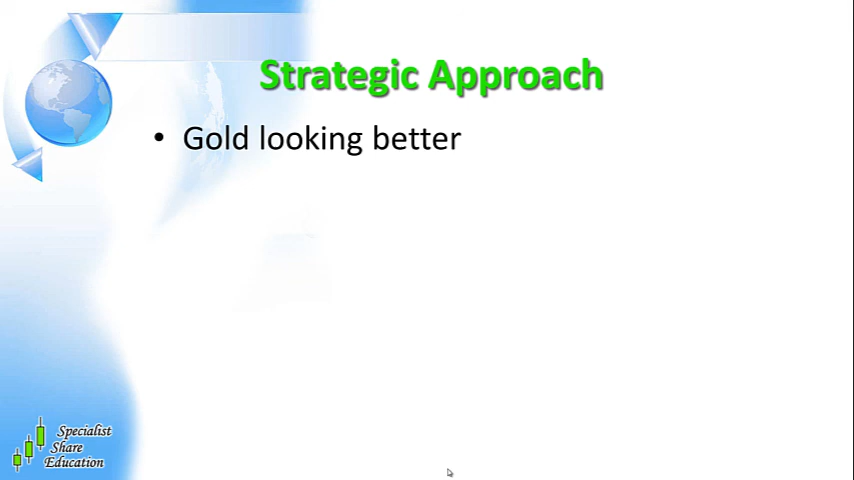 Strategic Approach
• Gold looking better
Specialist
Share
Education